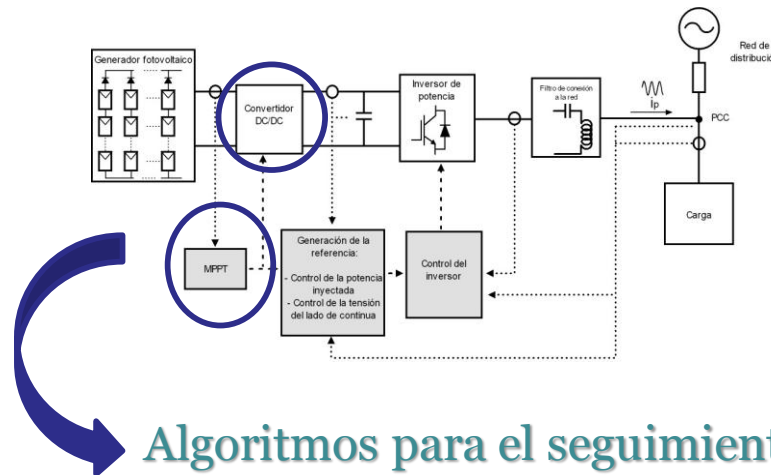 Generador fotovoltaico
Convertidor
DC/DC
Inversor de
potencia
Filtro de conexión
a la red
Ip
Red de
PCC
Carga
MPPT
Generación de la
referencia:
- Control de la potencia
inyectada
- Control de la tensión
del lado de continua
Control del
inversor
Algoritmos para el